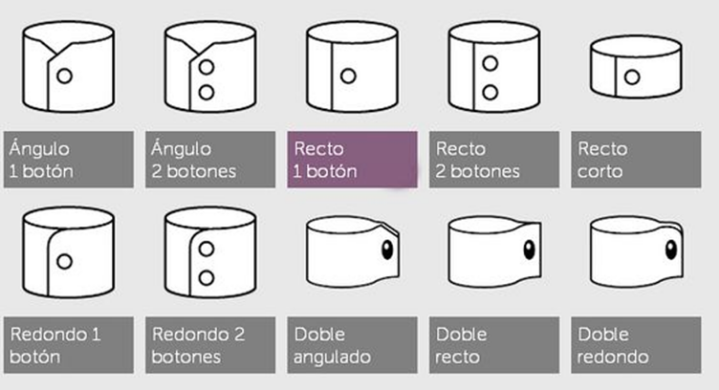 Ángulo
1 botón
Ángulo
2 botones
Recto
1 botón
Recto
2 botones
Recto
corto
Redondo 1
botón
Redondo 2
botones
Doble
angulado
Doble
recto
Doble
redondo